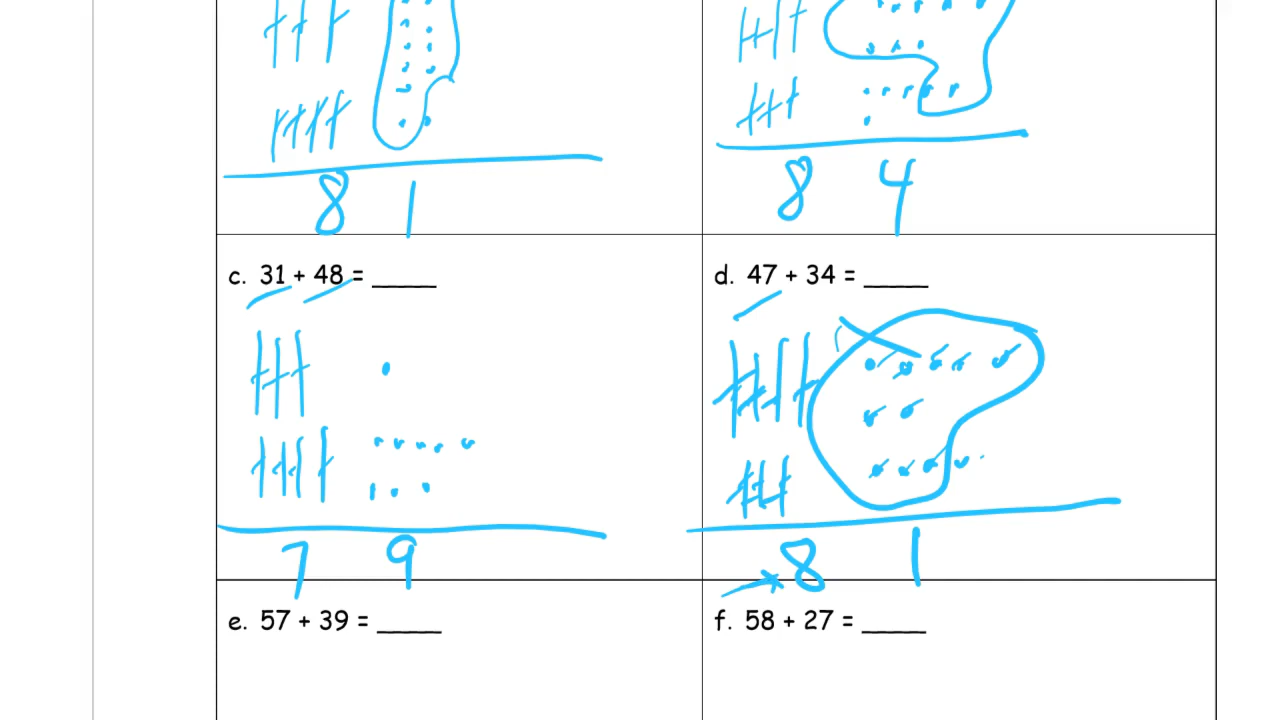 8 1
8 4
c. 31 + 48 = _____
d. 47 + 34 = _____
7 9
8 1
e. 57 + 39 = _____
f. 58 + 27 = _____